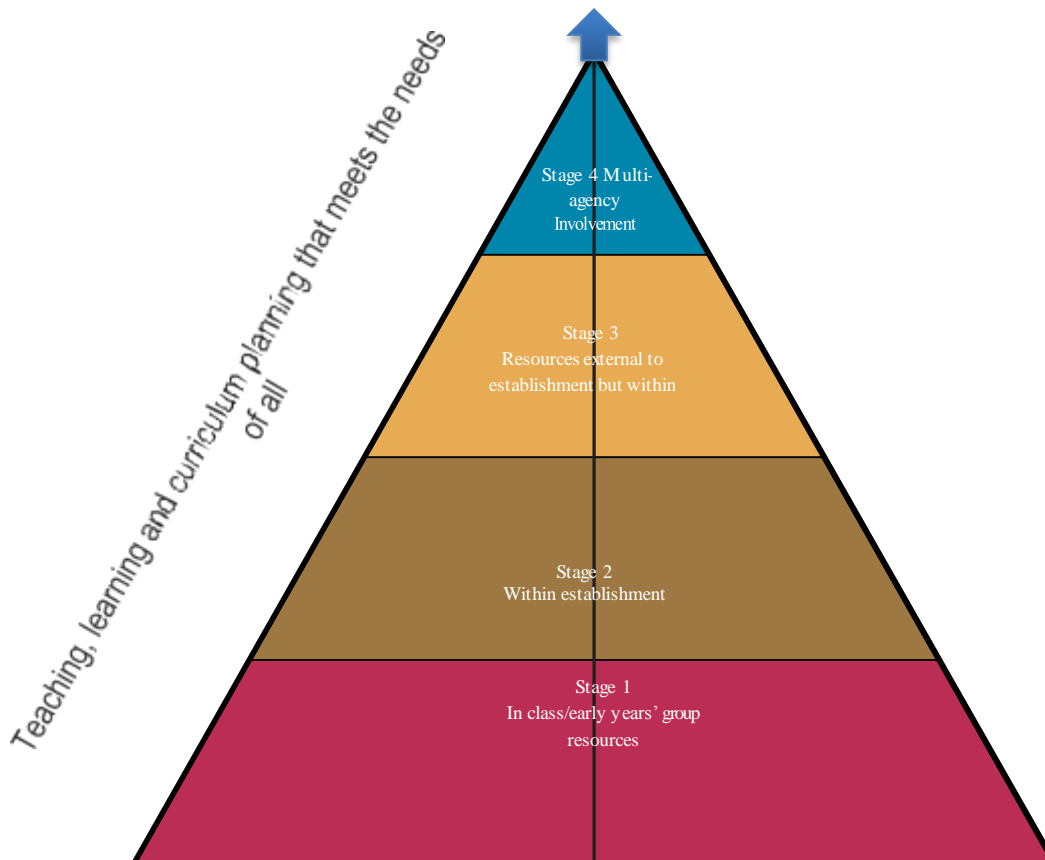 Teaching, learning and curriculum planning that meets the needs
of all
Stage 4 Multi-
agency
Involvement
Stage 3
Resources external to
establishment but within
Stage 2
Within establishment
Stage 1
In class/early years’ group
resources